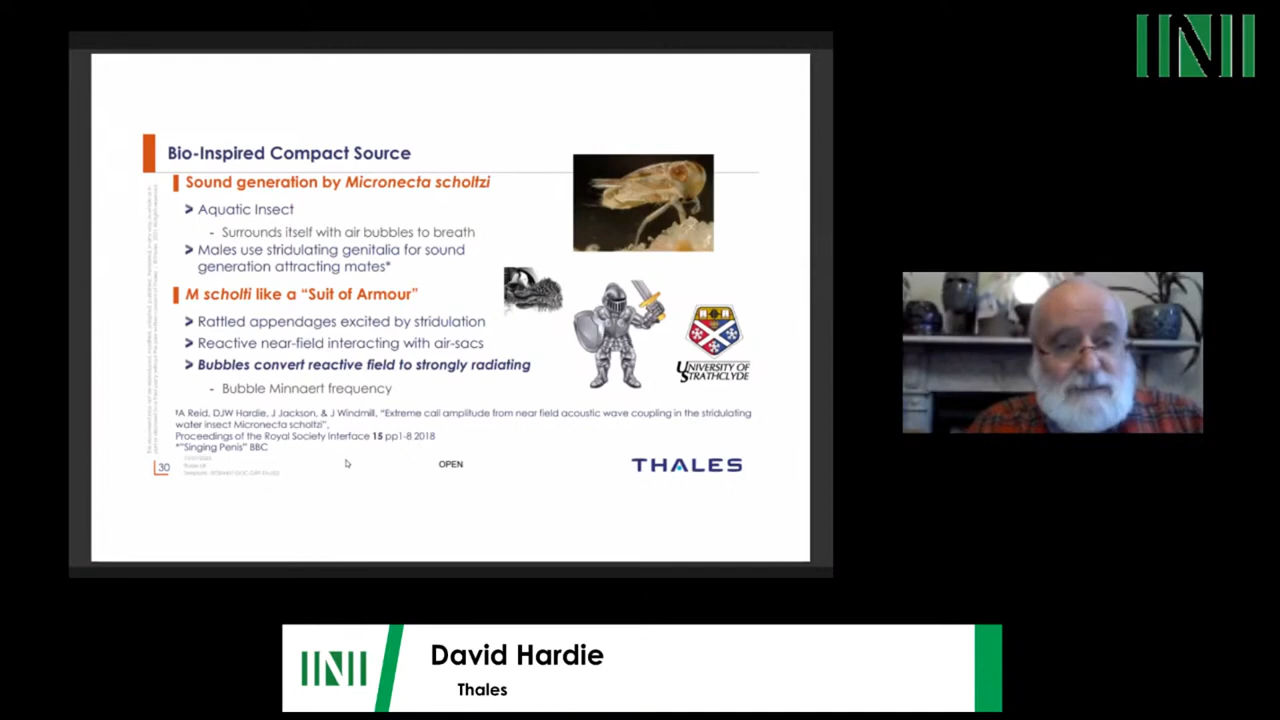 INI
Bio-Inspired Compact Source
Sound generation by Micronecta scholtzi
Aquatic Insect
- Surrounds itself with air bubbles to breath
Males use stridulating genitalia for sound
generation attracting mates*
M scholti like a “Suit of Armour”
Rattled appendages excited by stridulation
Reactive near-field interacting with air-sacs
Bubbles convert reactive field to strongly radiating
- Bubble Minnaert frequency
UNIVERSITY OF
STRATHCLYDE
¹A Reid, DJW Hardie, J Jackson, & J Windmill, “Extreme call amplitude from near field acoustic wave coupling in the stridulating
water insect Micronecta scholtzi”,
Proceedings of the Royal Society Interface 15 pp1-8 2018
*“Singing Penis” BBC
30
OPEN
THALES
INI
David Hardie
Thales